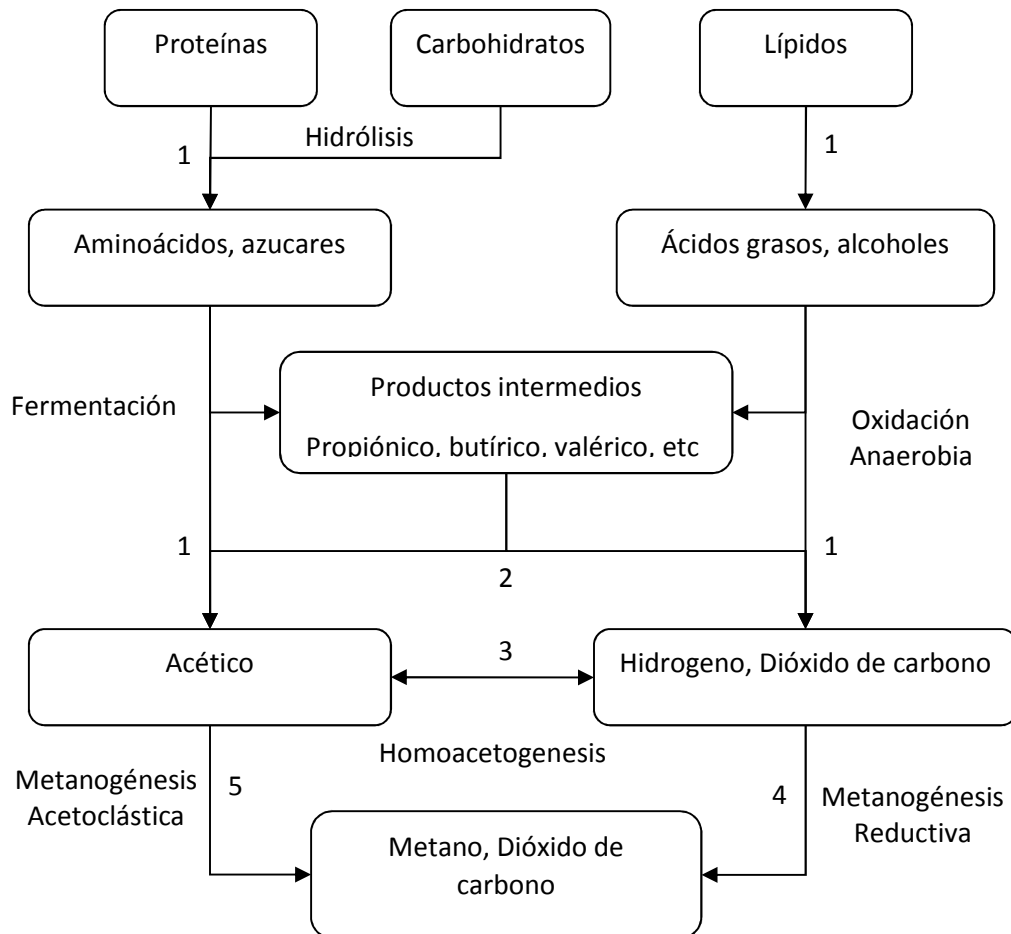 Proteínas
Carbohidratos
Lípidos
Hidrólisis
1
1
Aminoácidos, azucares
Ácidos grasos, alcoholes
Productos intermedios
Fermentación
Propiónico, butírico, valérico, etc
Oxidación
Anaerobia
1
1
2
Acético
3
Hidrogeno, Dióxido de carbono
Homoacetogenesis
Metanogénesis
Acetoclástica
5
4
Metanogénesis
Reductiva
Metano, Dióxido de
carbono